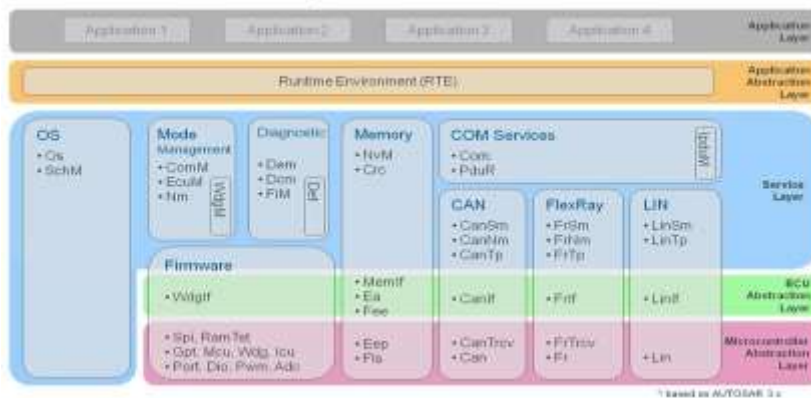 Application 1
Application 2
Application 3
Application 4
Application
Layer
Runtime Environment (RTE)
Application
Abstraction
Layer
OS
• Os
• SchM
Mode
Management
• ComM
• EcuM
• Nm
WdgM
Diagnostic
• Dem
• Dcm
• FiM
Det
Memory
• NvM
• Crc
COM Services
• Com
• PduR
IpduM
Service
Layer
CAN
• CanSm
• CanNm
• CanTp
FlexRay
• FrSm
• FrNm
• FrTp
LIN
• LinSm
• LinTp
Firmware
• WdgIf
• MemIf
• Ea
• Fee
• CanIf
• FrIf
• LinIf
ECU
Abstraction
Layer
• Spi, RamTst
• Gpt, Mcu, Wdg, Icu
• Port, Dio, Pwm, Adc
• Eep
• Fls
• CanTrcv
• Can
• FrTrcv
• Fr
• Lin
Microcontroller
Abstraction
Layer
* based on AUTOSAR 3.x